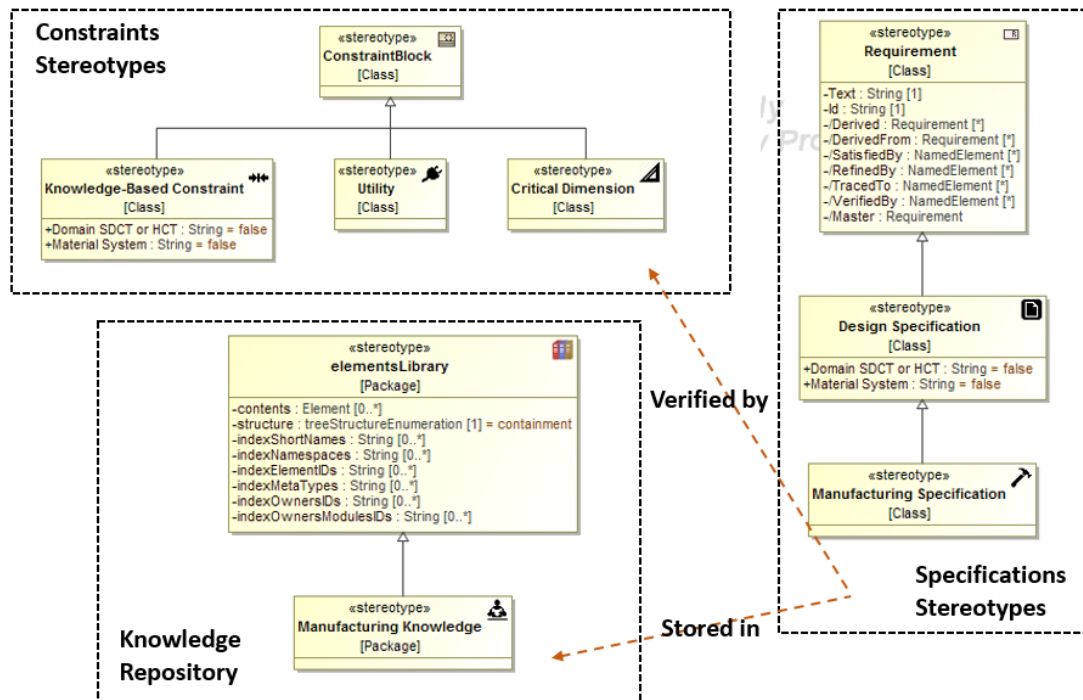 Constraints
Stereotypes
«stereotype»
ConstraintBlock
[Class]
«stereotype»
Knowledge-Based Constraint
[Class]
+Domain SDCT or HCT : String = false
+Material System : String = false
«stereotype»
Utility
[Class]
«stereotype»
Critical Dimension
[Class]
«stereotype»
Requirement
[Class]
-Text : String [1]
-Id : String [1]
-/Derived : Requirement [*]
-/DerivedFrom : Requirement [*]
-/SatisfiedBy : NamedElement [*]
-/RefinedBy : NamedElement [*]
-/TracedTo : NamedElement [*]
-/VerifiedBy : NamedElement [*]
-/Master : Requirement
«stereotype»
Design Specification
[Class]
+Domain SDCT or HCT : String = false
+Material System : String = false
«stereotype»
Manufacturing Specification
[Class]
Specifications
Stereotypes
Verified by
Stored in
«stereotype»
elementsLibrary
[Package]
-contents : Element [0..*]
-structure : treeStructureEnumeration [1] = containment
-indexShortNames : String [0..*]
-indexNamespaces : String [0..*]
-indexElementIDs : String [0..*]
-indexMetaTypes : String [0..*]
-indexOwnersIDs : String [0..*]
-indexOwnersModulesIDs : String [0..*]
«stereotype»
Manufacturing Knowledge
[Package]
Knowledge
Repository